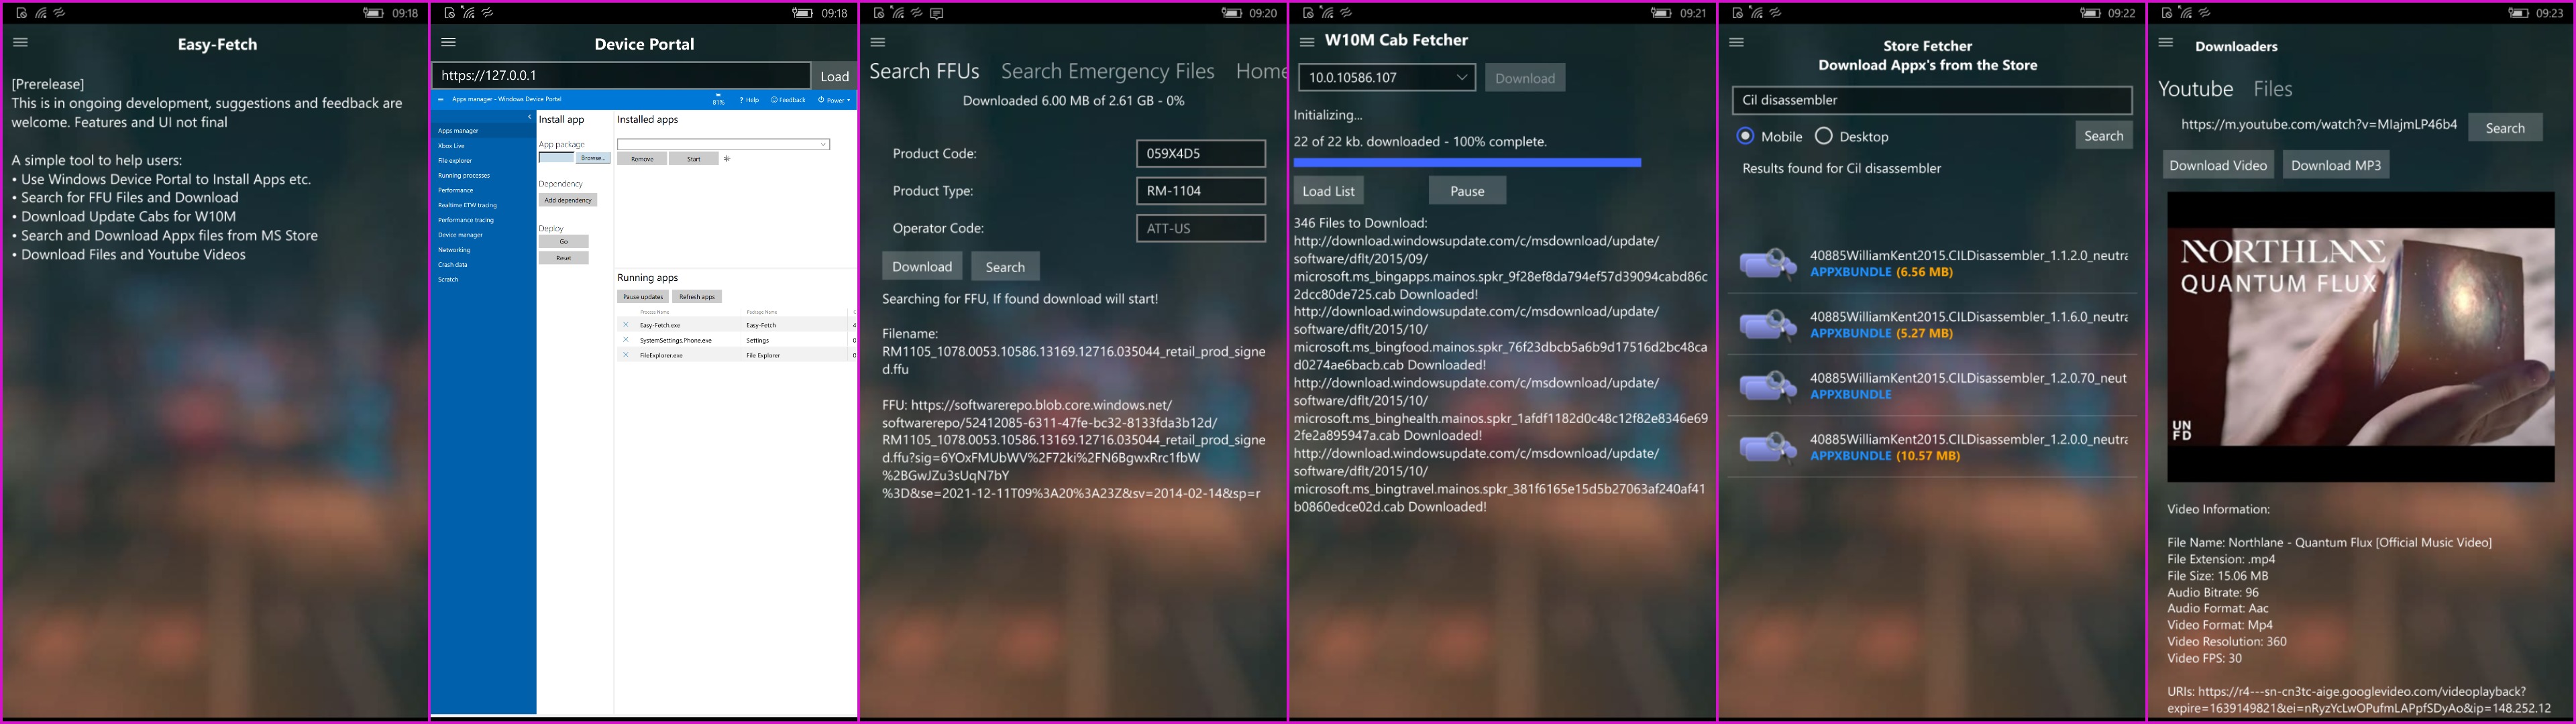 09:18
Easy-Fetch
[Prerelease]
This is in ongoing development, suggestions and feedback are
welcome. Features and UI not final
A simple tool to help users:
• Use Windows Device Portal to Install Apps etc.
• Search for FFU Files and Download
• Download Update Cabs for W10M
• Search and Download Appx files from MS Store
• Download Files and Youtube Videos
09:18
Device Portal
https://127.0.0.1
Load
Apps manager - Windows Device Portal
81%
? Help
Feedback
Power
Apps manager
Xbox Live
File explorer
Running processes
Performance
Realtime ETW tracing
Performance tracing
Device manager
Networking
Crash data
Scratch
Install app
App package
Browse...
Dependency
Add dependency
Deploy
Go
Reset
Installed apps
Remove
Start
Running apps
Pause updates
Refresh apps
Process Name
Package Name
Easy-Fetch.exe
Easy-Fetch
4
SystemSettings.Phone.exe
Settings
0
FileExplorer.exe
File Explorer
0
09:20
Search FFUs
Search Emergency Files
Home
Downloaded 6.00 MB of 2.61 GB - 0%
Product Code:
059X4D5
Product Type:
RM-1104
Operator Code:
ATT-US
Download
Search
Searching for FFU, If found download will start!
Filename:
RM1105_1078.0053.10586.13169.12716.035044_retail_prod_signe
d.ffu
FFU: https://softwarerepo.blob.core.windows.net/
softwarerepo/52412085-6311-47fe-bc32-8133fda3b12d/
RM1105_1078.0053.10586.13169.12716.035044_retail_prod_signe
d.ffu?sig=6YOxFMUbWV%2F72ki%2FN6BgwxRrc1fbW
%2BGwJZu3sUqN7bY
%3D&se=2021-12-11T09%3A20%3A23Z&sv=2014-02-14&sp=r
09:21
W10M Cab Fetcher
10.0.10586.107
Download
Initializing...
22 of 22 kb. downloaded - 100% complete.
Load List
Pause
346 Files to Download:
http://download.windowsupdate.com/c/msdownload/update/
software/dflt/2015/09/
microsoft.ms_bingapps.mainos.spkr_9f28ef8da794ef57d39094cabd86c
2dcc80de725.cab Downloaded!
http://download.windowsupdate.com/c/msdownload/update/
software/dflt/2015/10/
microsoft.ms_bingfood.mainos.spkr_76f23dbcb5a6b9d17516d2bc48ca
d0274ae6bacb.cab Downloaded!
http://download.windowsupdate.com/c/msdownload/update/
software/dflt/2015/10/
microsoft.ms_binghealth.mainos.spkr_1afdf1182d0c48c12f82e8346e69
2fe2a895947a.cab Downloaded!
http://download.windowsupdate.com/c/msdownload/update/
software/dflt/2015/10/
microsoft.ms_bingtravel.mainos.spkr_381f6165e15d5b27063af240af41
b0860edce02d.cab Downloaded!
09:22
Store Fetcher
Download Appx's from the Store
Cil disassembler
Mobile
Desktop
Search
Results found for Cil disassembler
40885WilliamKent2015.CILDisassembler_1.1.2.0_neutra
APPXBUNDLE (6.56 MB)
40885WilliamKent2015.CILDisassembler_1.1.6.0_neutra
APPXBUNDLE (5.27 MB)
40885WilliamKent2015.CILDisassembler_1.2.0.70_neut
APPXBUNDLE
40885WilliamKent2015.CILDisassembler_1.2.0.0_neutra
APPXBUNDLE (10.57 MB)
09:23
Downloaders
Youtube
Files
https://m.youtube.com/watch?v=MIajmLP46b4
Search
Download Video
Download MP3
NORTHLANE
QUANTUM FLUX
UN
FD
Video Information:
File Name: Northlane - Quantum Flux [Official Music Video]
File Extension: .mp4
File Size: 15.06 MB
Audio Bitrate: 96
Audio Format: Aac
Video Format: Mp4
Video Resolution: 360
Video FPS: 30
URIs: https://r4---sn-cn3tc-aige.googlevideo.com/videoplayback?
expire=1639149821&ei=nRyzYcLwOPufmLAPpfSDyAo&ip=148.252.12